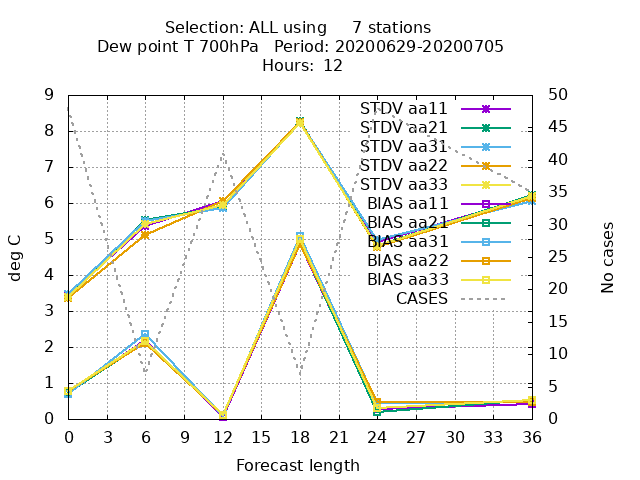 Selection: ALL using 7 stations
Dew point T 700hPa Period: 20200629-20200705
Hours: 12
9
8
7
6
5
4
3
2
1
0
50
45
40
35
30
25
20
15
10
5
0
deg C
No cases
STDV aa11
STDV aa21
STDV aa31
STDV aa22
STDV aa33
BIAS aa11
BIAS aa21
BIAS aa31
BIAS aa22
BIAS aa33
CASES
0 3 6 9 12 15 18 21 24 27 30 33 36
Forecast length